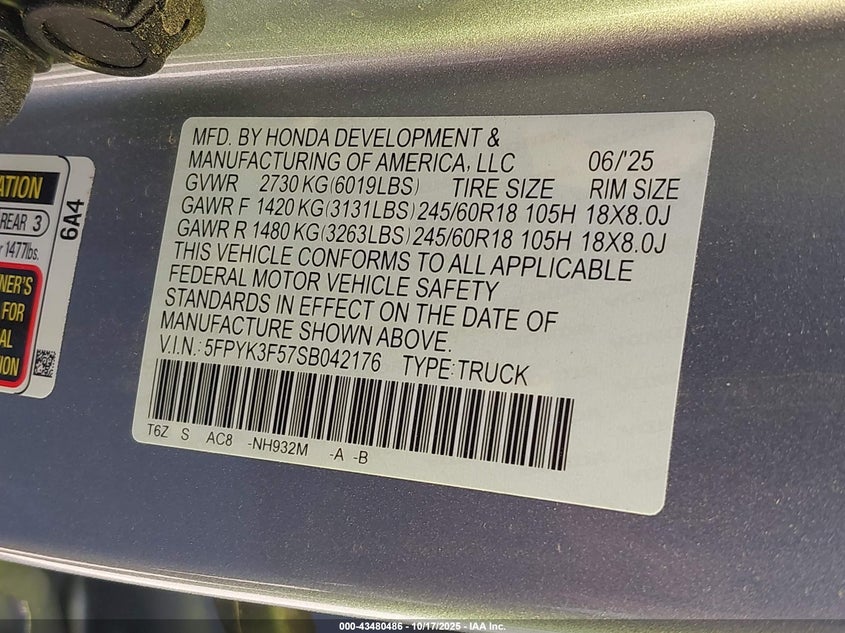 MFD. BY HONDA DEVELOPMENT &
MANUFACTURING OF AMERICA, LLC 06/'25
GVWR 2730 KG(6019LBS) TIRE SIZE RIM SIZE
GAWR F 1420 KG(3131LBS) 245/60R18 105H 18X8.0J
GAWR R 1480 KG(3263LBS) 245/60R18 105H 18X8.0J
THIS VEHICLE CONFORMS TO ALL APPLICABLE
FEDERAL MOTOR VEHICLE SAFETY
STANDARDS IN EFFECT ON THE DATE OF
MANUFACTURE SHOWN ABOVE.
V.I.N.: 5FPYK3F57SB042176 TYPE:TRUCK
T6Z S AC8 -NH932M -A -B
ATION
REAR 3
1477lbs.
NER'S
FOR
AL
TION
6A4
000-43480486 - 10/17/2025 - IAA Inc.